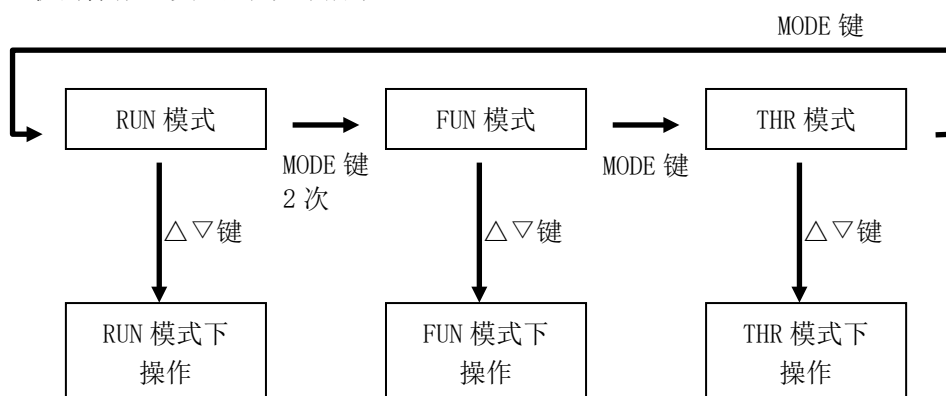 MODE 键
RUN 模式
FUN 模式
THR 模式
MODE 键
2 次
MODE 键
△▽键
△▽键
△▽键
RUN 模式下
操作
FUN 模式下
操作
THR 模式下
操作